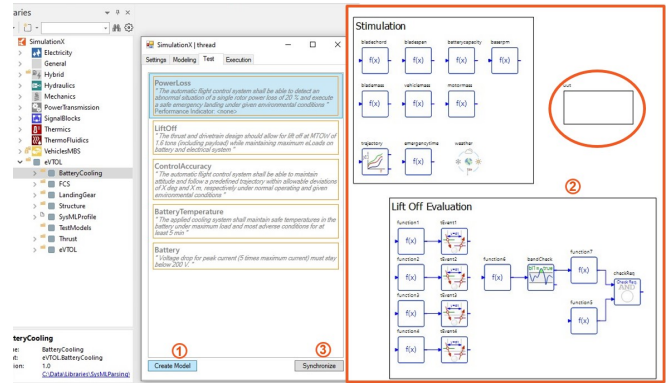 aries
SimulationX
Electricity
General
Hybrid
Hydraulics
Mechanics
PowerTransmission
SignalBlocks
Thermics
ThermoFluidics
VehiclesMBS
eVTOL
BatteryCooling
FCS
LandingGear
Structure
SysMLProfile
TestModels
Thrust
eVTOL
tteryCooling
BatteryCooling
eVTOL.BatteryCooling
ion: 1.0
C:\Data\Libraries\SysMLParsing\
SimulationX | thread
Settings Modeling Test Execution
PowerLoss
" The automatic flight control system shall be able to detect an
abnormal situation of a single rotor power loss of 20 % and execute
a safe emergency landing under given environmental conditions "
Performance Indicator: <none>
LiftOff
" The thrust and drivetrain design should allow for lift off at MTOW of
1.6 tons (including payload) while maintaining maximum eLoads on
battery and electrical system "
ControlAccuracy
" The automatic flight control system shall be able to maintain
attitude and follow a predefined trajectory within allowable deviations
of X deg and X m, respectively under normal operating and given
environmental conditions. "
BatteryTemperature
" The applied cooling system shall maintain safe temperatures in the
battery under maximum load and most adverse conditions for at
least 5 min "
Battery
" Voltage drop for peak current (5 times maximum current) must stay
below 200 V. "
1
3
Create Model Synchronize
Stimulation
bladechord bladespan batterycapacity baserpm
f(x) f(x) f(x) f(x)
blademass vehiclemass motormass
f(x) f(x) f(x)
trajectory emergencytime weather
f(x)
2
Lift Off Evaluation
function1 tEvent1
f(x)
function2 tEvent2 function6 bandCheck function7 checkReq
f(x) f(x) f(x) CheckReq
AND
function3 tEvent3 function5
f(x) f(x)
function4 tEvent4
f(x)